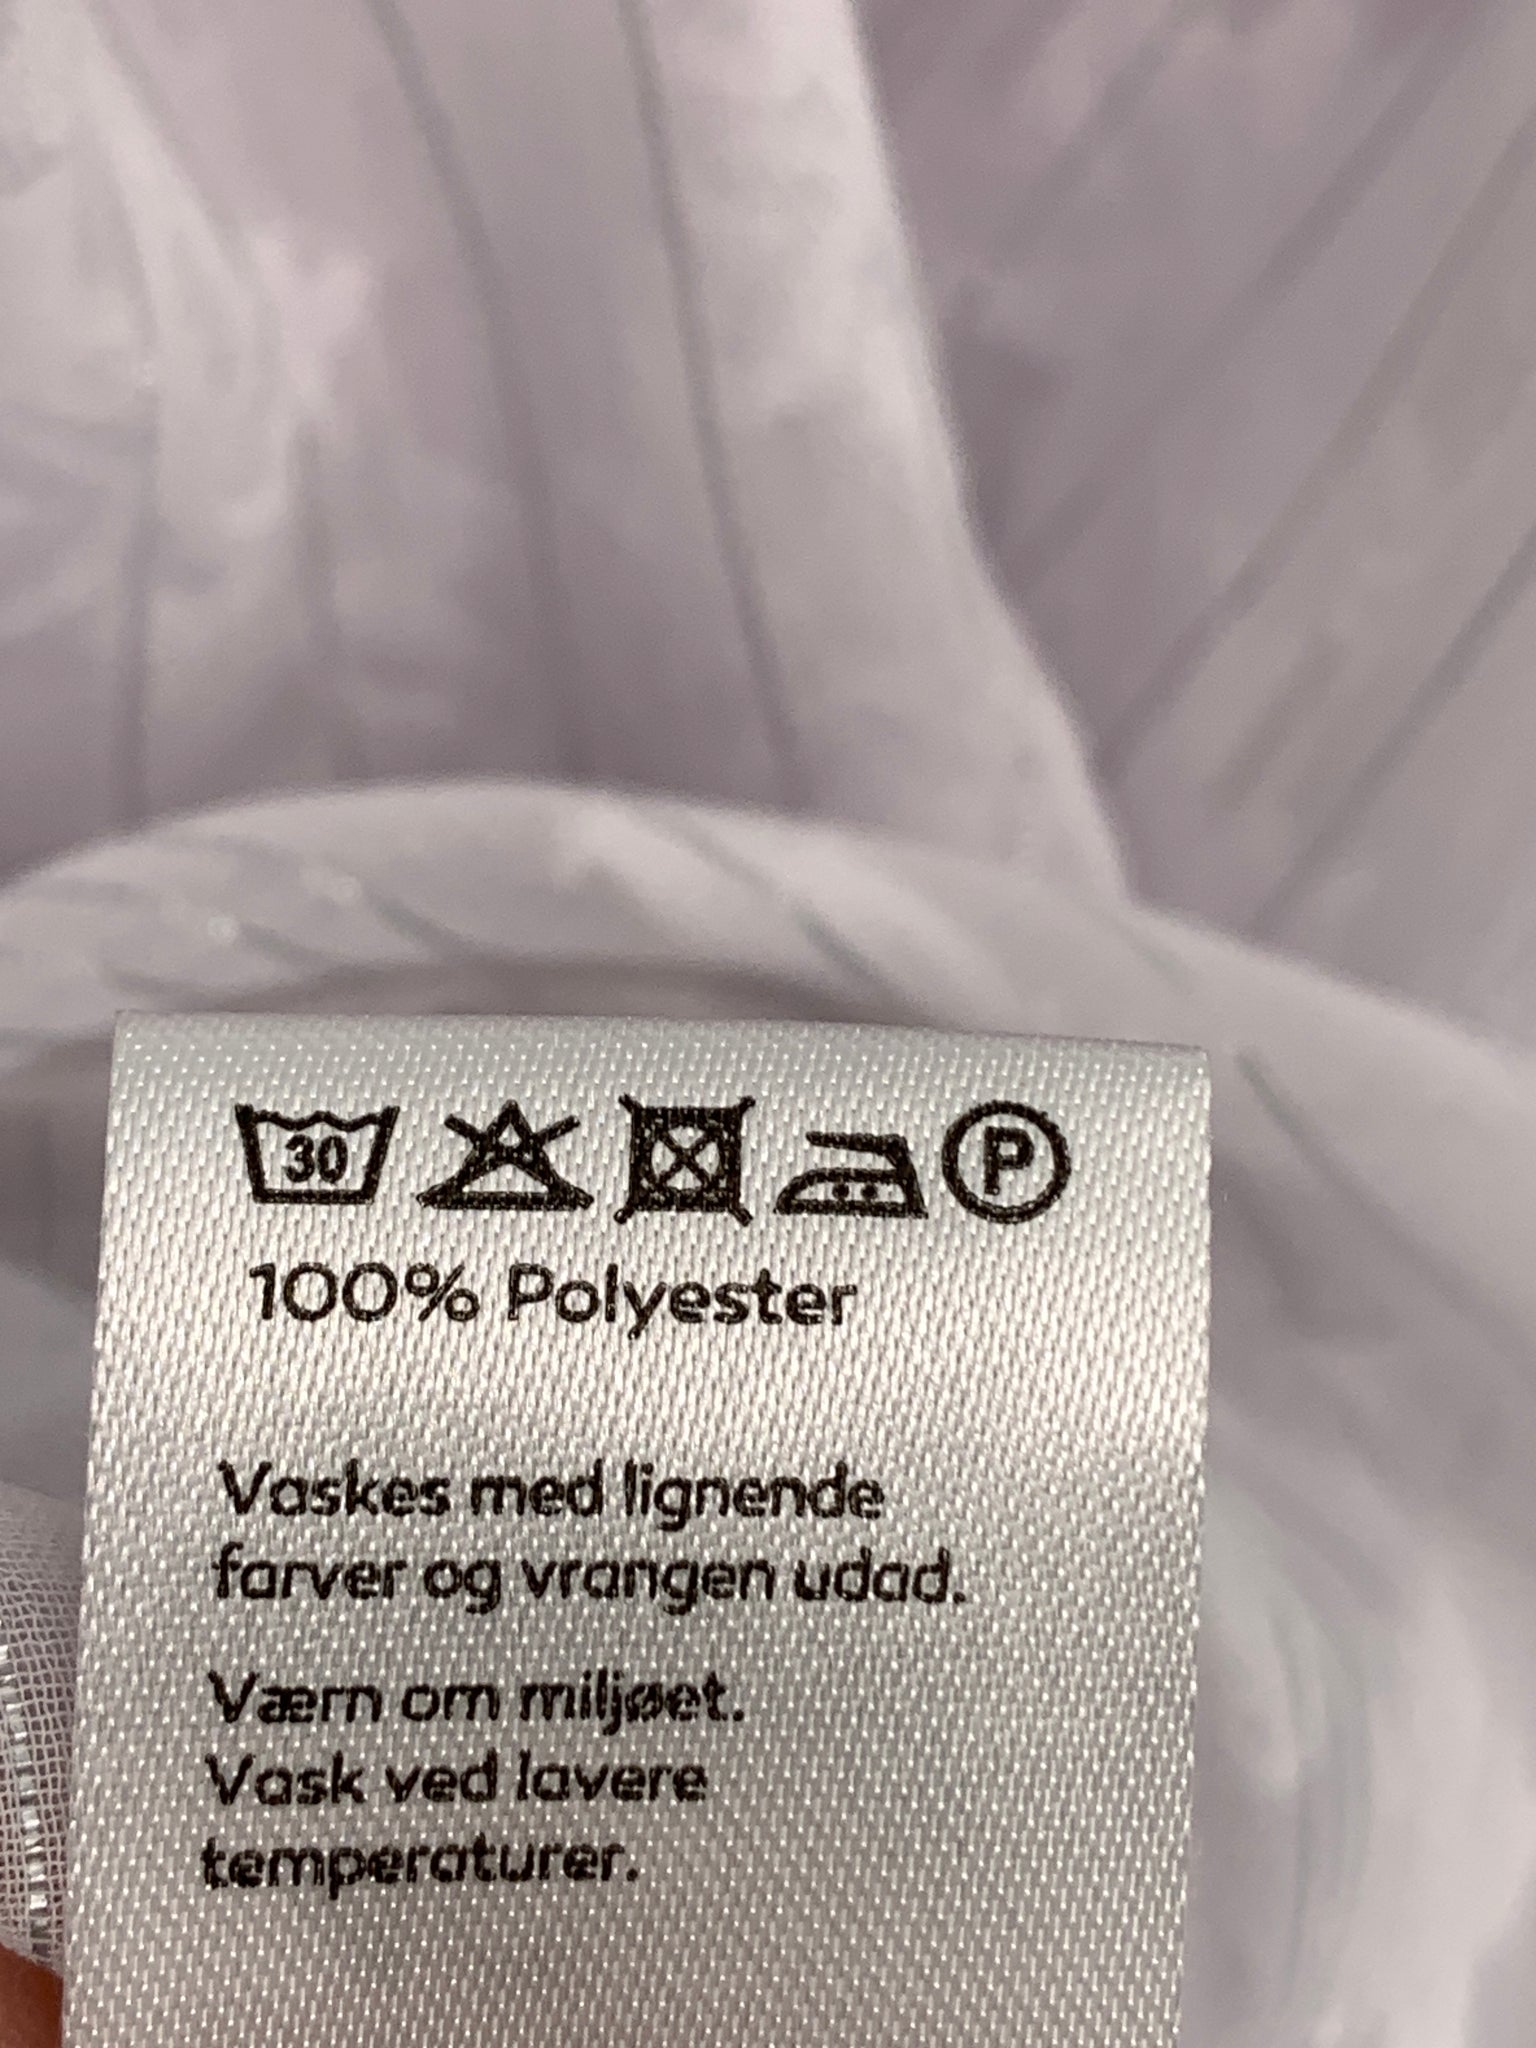 30 P
100% Polyester
Vaskes med lignende
farver og vrangen udad.
Værn om miljøet.
Vask ved lavere
temperaturer.